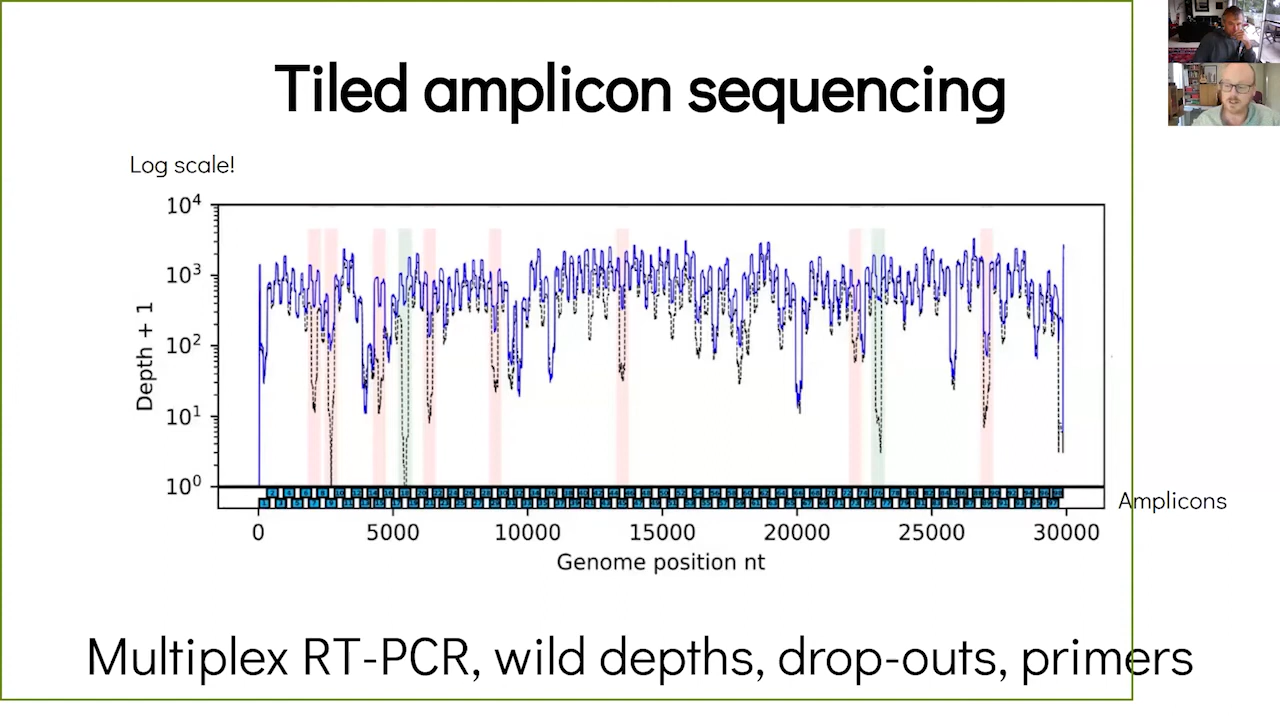 Tiled amplicon sequencing
Log scale!
10⁴
10³
10²
10¹
10⁰
Depth + 1
Amplicons
0 5000 10000 15000 20000 25000 30000
Genome position nt
Multiplex RT-PCR, wild depths, drop-outs, primers